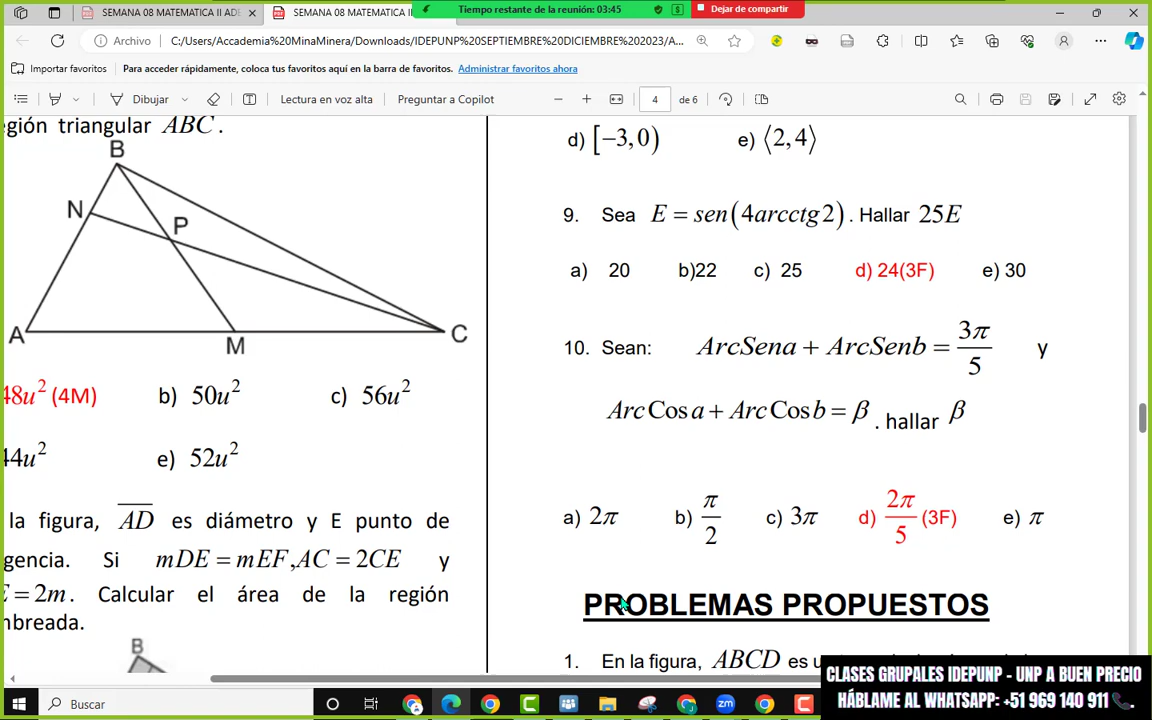 SEMANA 08 MATEMATICA II ADE
SEMANA 08 MATEMATICA II
Tiempo restante de la reunión: 03:45
Dejar de compartir
Archivo
C:/Users/Accademia%20MinaMinera/Downloads/IDEPUNP%20SEPTIEMBRE%20DICIEMBRE%202023/A...
Importar favoritos
Para acceder rápidamente, coloca tus favoritos aquí en la barra de favoritos. Administrar favoritos ahora
Dibujar
Lectura en voz alta
Preguntar a Copilot
4 de 6
egión triangular ABC.
B
N
P
A
M
C
48u² (4M) b) 50u² c) 56u²
44u² e) 52u²
la figura, AD es diámetro y E punto de
gencia. Si mDE = mEF, AC = 2CE y
E = 2m. Calcular el área de la región
mbreada.
B
d) [−3,0⟩ e) ⟨2,4⟩
9. Sea E = sen(4arcctg2). Hallar 25E
a) 20 b)22 c) 25 d) 24(3F) e) 30
10. Sean: ArcSena + ArcSenb = 3π/5 y
ArcCosa + ArcCosb = β . hallar β
a) 2π b) π/2 c) 3π d) 2π/5 (3F) e) π
PROBLEMAS PROPUESTOS
1. En la figura, ABCD es
CLASES GRUPALES IDEPUNP - UNP A BUEN PRECIO
HÁBLAME AL WHATSAPP: +51 969 140 911
Buscar